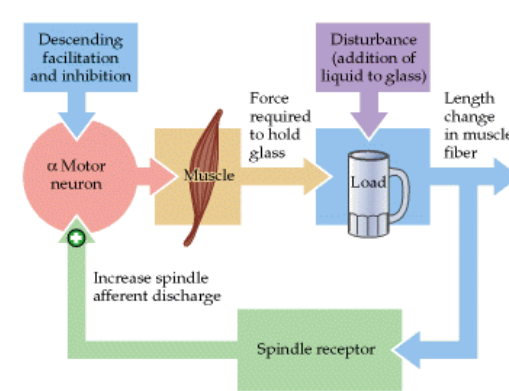 Descending
facilitation
and inhibition
Disturbance
(addition of
liquid to glass)
Force
required
to hold
glass
Length
change
in muscle
fiber
α Motor
neuron
Muscle
Load
Increase spindle
afferent discharge
Spindle receptor